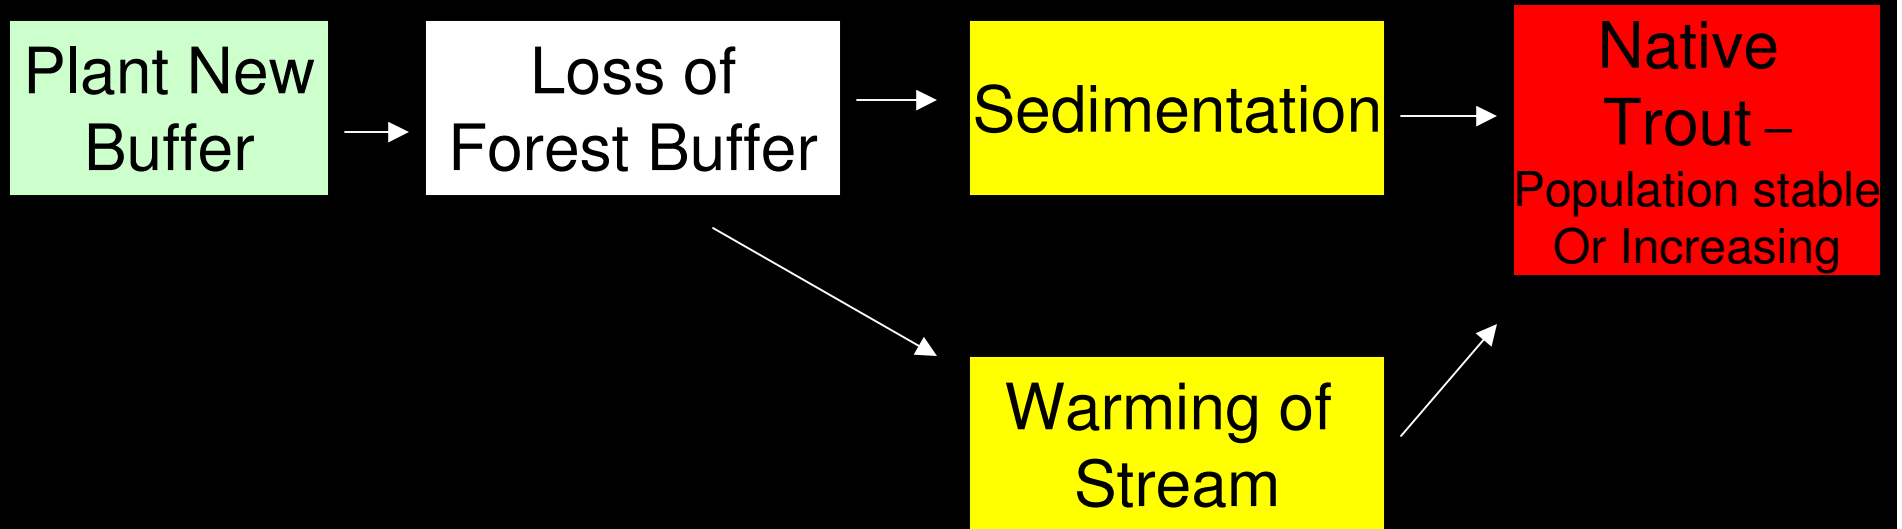 Plant New
Buffer
Loss of
Forest Buffer
Sedimentation
Native
Trout –
Population stable
Or Increasing
Warming of
Stream